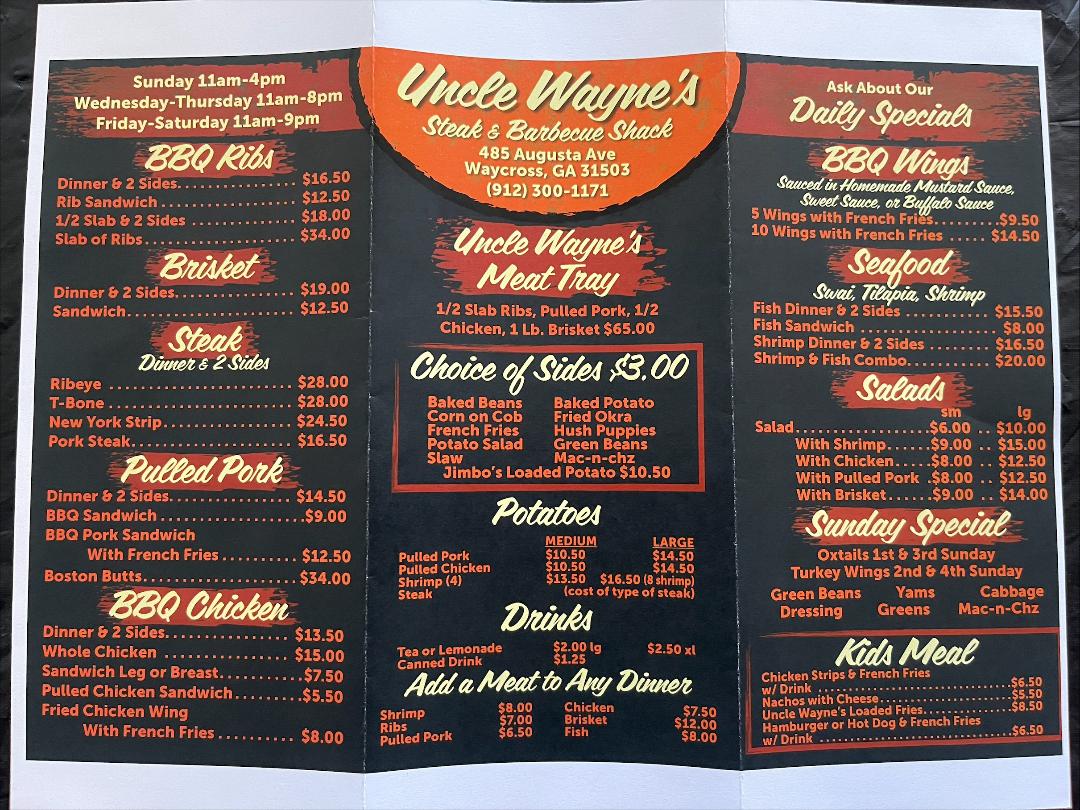 Sunday 11am-4pm
Wednesday-Thursday 11am-8pm
Friday-Saturday 11am-9pm
BBQ Ribs
Dinner & 2 Sides................ $16.50
Rib Sandwich ................... $12.50
1/2 Slab & 2 Sides ............... $18.00
Slab of Ribs...................... $34.00
Brisket
Dinner & 2 Sides................. $19.00
Sandwich........................ $12.50
Steak
Dinner & 2 Sides
Ribeye .......................... $28.00
T-Bone .......................... $28.00
New York Strip................... $24.50
Pork Steak....................... $16.50
Pulled Pork
Dinner & 2 Sides................. $14.50
BBQ Sandwich ....................$9.00
BBQ Pork Sandwich
With French Fries ........... $12.50
Boston Butts..................... $34.00
BBQ Chicken
Dinner & 2 Sides................. $13.50
Whole Chicken .................. $15.00
Sandwich Leg or Breast...........$7.50
Pulled Chicken Sandwich..........$5.50
Fried Chicken Wing
With French Fries ............ $8.00
Uncle Wayne's
Steak & Barbecue Shack
485 Augusta Ave
Waycross, GA 31503
(912) 300-1171
Uncle Wayne's
Meat Tray
1/2 Slab Ribs, Pulled Pork, 1/2
Chicken, 1 Lb. Brisket $65.00
Choice of Sides $3.00
Baked Beans Baked Potato
Corn on Cob Fried Okra
French Fries Hush Puppies
Potato Salad Green Beans
Slaw Mac-n-chz
Jimbo's Loaded Potato $10.50
Potatoes
MEDIUM LARGE
Pulled Pork $10.50 $14.50
Pulled Chicken $10.50 $14.50
Shrimp (4) $13.50 $16.50 (8 shrimp)
Steak (cost of type of steak)
Drinks
Tea or Lemonade $2.00 lg $2.50 xl
Canned Drink $1.25
Add a Meat to Any Dinner
Shrimp $8.00 Chicken $7.50
Ribs $7.00 Brisket $12.00
Pulled Pork $6.50 Fish $8.00
Ask About Our
Daily Specials
BBQ Wings
Sauced in Homemade Mustard Sauce,
Sweet Sauce, or Buffalo Sauce
5 Wings with French Fries...........$9.50
10 Wings with French Fries ..... $14.50
Seafood
Swai, Tilapia, Shrimp
Fish Dinner & 2 Sides ........... $15.50
Fish Sandwich ................... $8.00
Shrimp Dinner & 2 Sides ........ $16.50
Shrimp & Fish Combo............ $20.00
Salads
sm lg
Salad....................$6.00 .. $10.00
With Shrimp......$9.00 .. $15.00
With Chicken.....$8.00 .. $12.50
With Pulled Pork .$8.00 .. $12.50
With Brisket......$9.00 .. $14.00
Sunday Special
Oxtails 1st & 3rd Sunday
Turkey Wings 2nd & 4th Sunday
Green Beans Yams Cabbage
Dressing Greens Mac-n-Chz
Kids Meal
Chicken Strips & French Fries
w/ Drink ...................................$6.50
Nachos with Cheese.......................$5.50
Uncle Wayne's Loaded Fries...............$8.50
Hamburger or Hot Dog & French Fries
w/ Drink ...................................$6.50